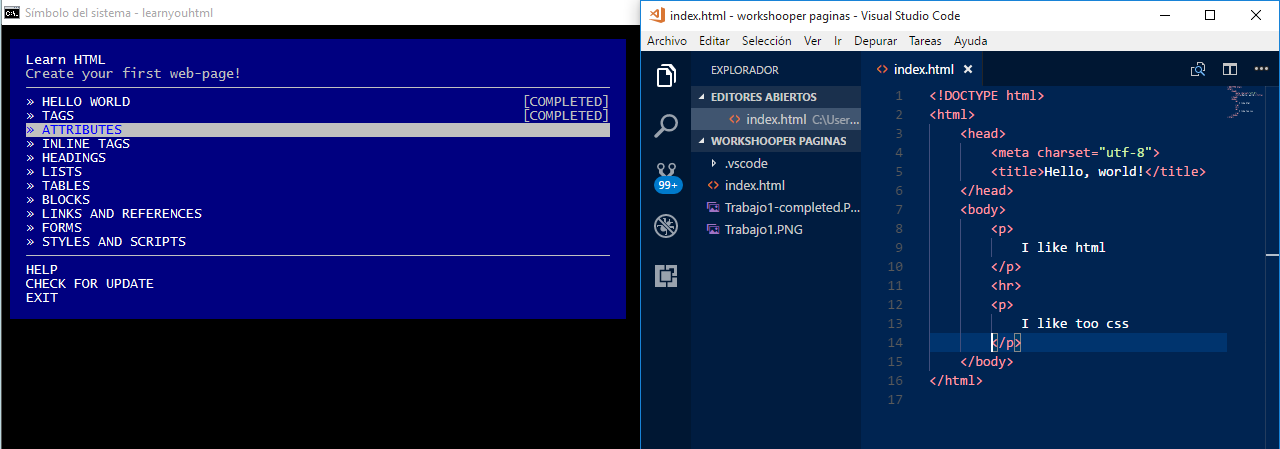 Símbolo del sistema - learnyouhtml
Learn HTML
Create your first web-page!
» HELLO WORLD [COMPLETED]
» TAGS [COMPLETED]
» ATTRIBUTES
» INLINE TAGS
» HEADINGS
» LISTS
» TABLES
» BLOCKS
» LINKS AND REFERENCES
» FORMS
» STYLES AND SCRIPTS
HELP
CHECK FOR UPDATE
EXIT
index.html - workshooper paginas - Visual Studio Code
Archivo Editar Selección Ver Ir Depurar Tareas Ayuda
EXPLORADOR
EDITORES ABIERTOS
index.html C:\User...
WORKSHOOPER PAGINAS
.vscode
index.html
Trabajo1-completed.P...
Trabajo1.PNG
99+
index.html
1 <!DOCTYPE html>
2 <html>
3 <head>
4 <meta charset="utf-8">
5 <title>Hello, world!</title>
6 </head>
7 <body>
8 <p>
9 I like html
10 </p>
11 <hr>
12 <p>
13 I like too css
14 </p>
15 </body>
16 </html>
17